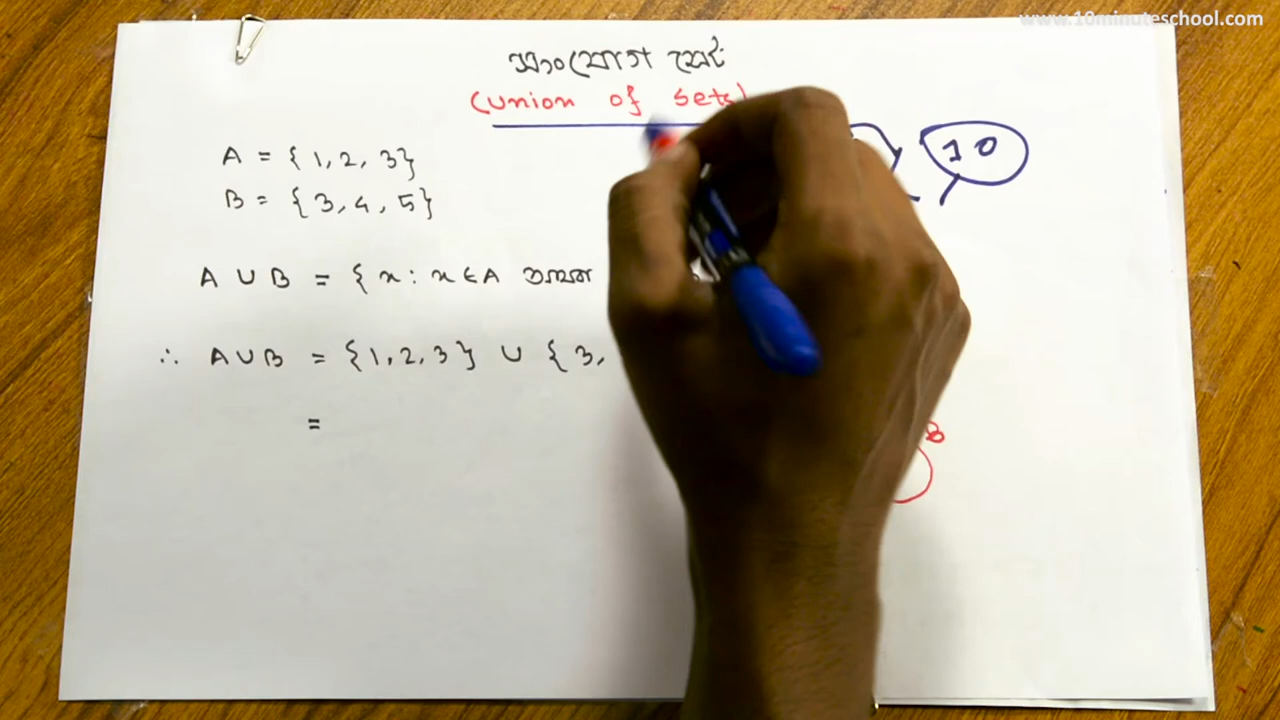 www.10minuteschool.com
সংযোগ সেট
(Union of sets)
A = {1, 2, 3}
B = {3, 4, 5}
10
A ∪ B = {x : x ∈ A অথবা
∴ A ∪ B = {1, 2, 3} ∪ {3,
=
B